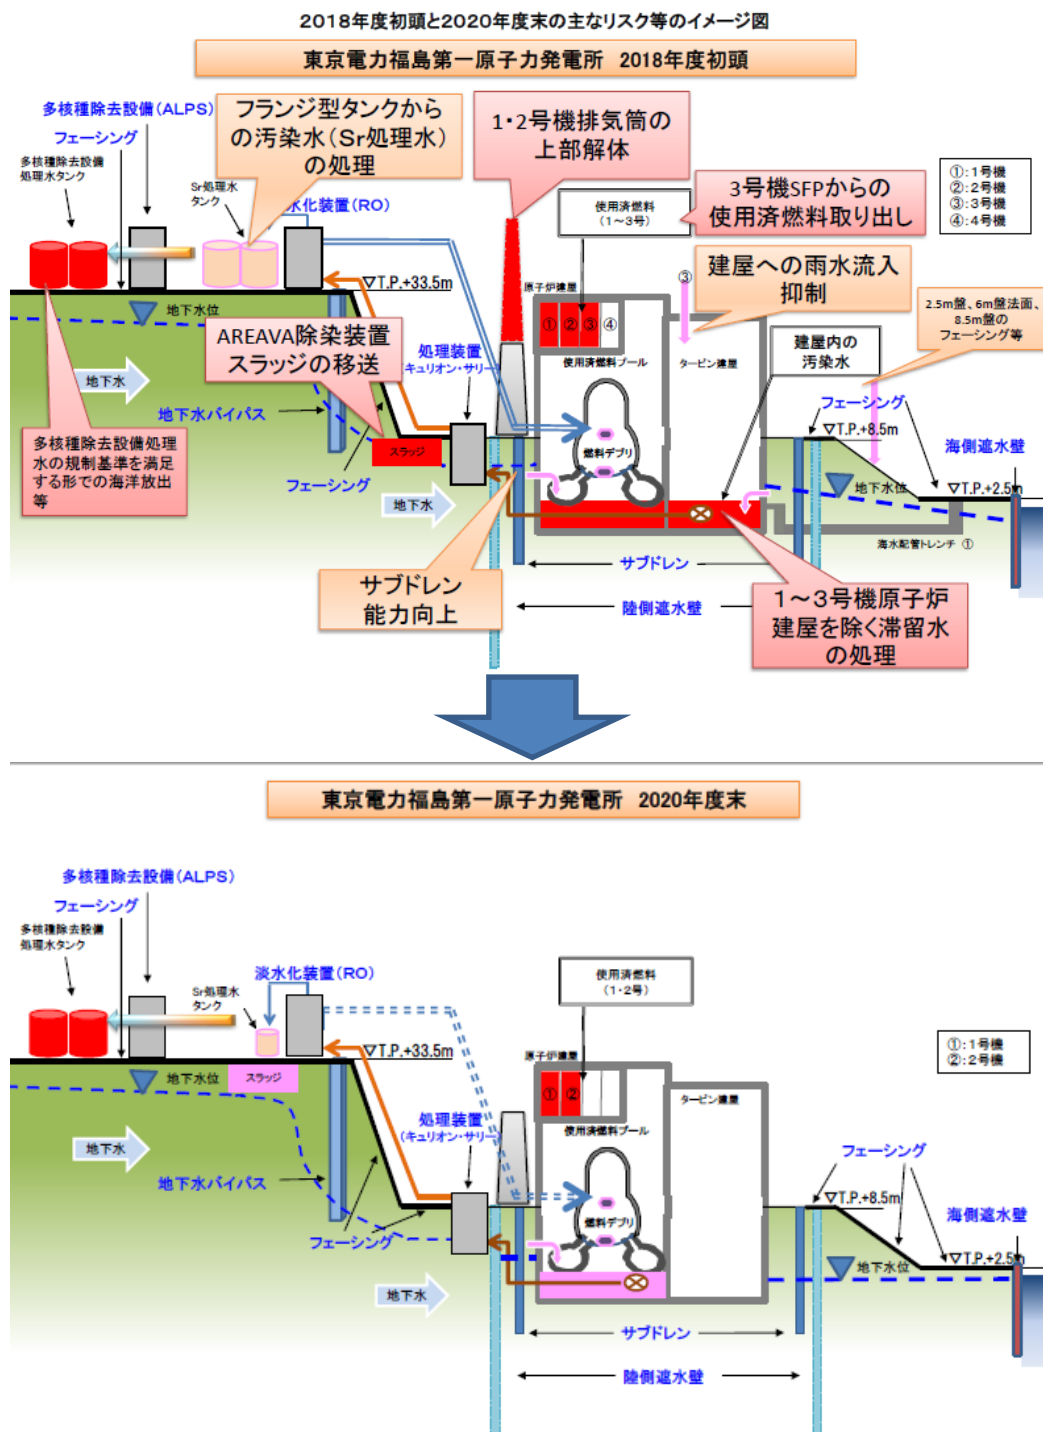 2018年度初頭と2020年度末の主なリスク等のイメージ図
東京電力福島第一原子力発電所 2018年度初頭
多核種除去設備(ALPS)
フェーシング
多核種除去設備
処理水タンク
フランジ型タンクから
の汚染水(Sr処理水)
の処理
Sr処理水
タンク
水化装置(RO)
1・2号機排気筒の
上部解体
使用済燃料
(1～3号)
3号機SFPからの
使用済燃料取り出し
①:1号機
②:2号機
③:3号機
④:4号機
建屋への雨水流入
抑制
③
2.5m盤、6m盤法面、
8.5m盤の
フェーシング等
▽T.P.+33.5m
原子炉建屋
① ② ③ ④
使用済燃料プール
タービン建屋
建屋内の
汚染水
地下水位
地下水
AREAVA除染装置
スラッジの移送
処理装置
(キュリオン・サリー)
地下水バイパス
多核種除去設備処理
水の規制基準を満足
する形での海洋放出
等
スラッジ
フェーシング
地下水
燃料デブリ
フェーシング
▽T.P.+8.5m
海側遮水壁
地下水位
▽T.P.+2.5m
海水配管トレンチ ①
サブドレン
能力向上
サブドレン
陸側遮水壁
1～3号機原子炉
建屋を除く滞留水
の処理
東京電力福島第一原子力発電所 2020年度末
多核種除去設備(ALPS)
フェーシング
多核種除去設備
処理水タンク
Sr処理水
タンク
淡水化装置(RO)
使用済燃料
(1・2号)
①:1号機
②:2号機
▽T.P.+33.5m
原子炉建屋
① ②
使用済燃料プール
タービン建屋
地下水位
スラッジ
地下水
処理装置
(キュリオン・サリー)
地下水バイパス
フェーシング
燃料デブリ
フェーシング
▽T.P.+8.5m
海側遮水壁
地下水位
▽T.P.+2.5m
地下水
サブドレン
陸側遮水壁